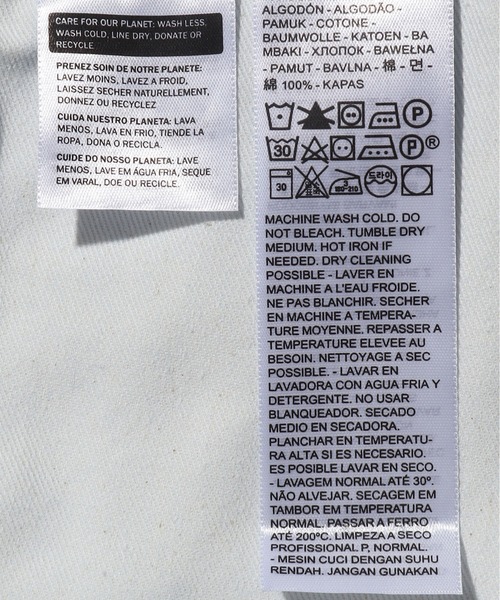 CARE FOR OUR PLANET: WASH LESS,
WASH COLD, LINE DRY, DONATE OR
RECYCLE
PRENEZ SOIN DE NOTRE PLANETE:
LAVEZ MOINS, LAVEZ A FROID,
LAISSEZ SECHER NATURELLEMENT,
DONNEZ OU RECYCLEZ
CUIDA NUESTRO PLANETA: LAVA
MENOS, LAVA EN FRIO, TIENDE LA
ROPA, DONA O RECICLA.
CUIDE DO NOSSO PLANETA: LAVE
MENOS, LAVE EM ÁGUA FRIA, SEQUE
EM VARAL, DOE OU RECICLE.
ALGODÓN - ALGODÃO -
PAMUK - COTONE -
BAUMWOLLE - KATOEN - BA
MBAKI - ХЛОПОК - BAWEŁNA
- PAMUT - BAVLNA - 棉 - 면 -
綿 100% - KAPAS
P
30 P®
30 180-210 드라이
MACHINE WASH COLD. DO
NOT BLEACH. TUMBLE DRY
MEDIUM. HOT IRON IF
NEEDED. DRY CLEANING
POSSIBLE - LAVER EN
MACHINE A L'EAU FROIDE.
NE PAS BLANCHIR. SECHER
EN MACHINE A TEMPERA-
TURE MOYENNE. REPASSER A
TEMPERATURE ELEVEE AU
BESOIN. NETTOYAGE A SEC
POSSIBLE. - LAVAR EN
LAVADORA CON AGUA FRIA Y
DETERGENTE. NO USAR
BLANQUEADOR. SECADO
MEDIO EN SECADORA.
PLANCHAR EN TEMPERATU-
RA ALTA SI ES NECESARIO.
ES POSIBLE LAVAR EN SECO.
- LAVAGEM NORMAL ATÉ 30º.
NÃO ALVEJAR. SECAGEM EM
TAMBOR EM TEMPERATURA
NORMAL. PASSAR A FERRO
ATÉ 200ºC. LIMPEZA A SECO
PROFISSIONAL P, NORMAL.
- MESIN CUCI DENGAN SUHU
RENDAH. JANGAN GUNAKAN